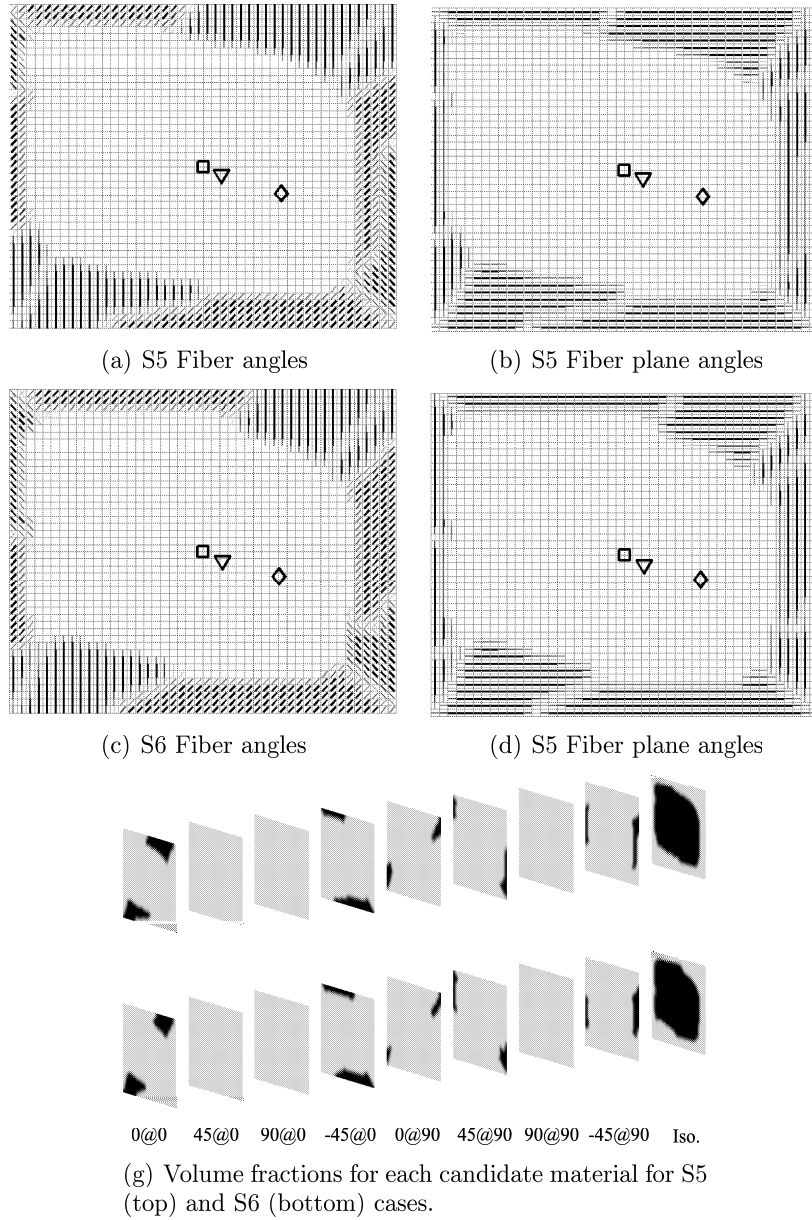 (a) S5 Fiber angles
(b) S5 Fiber plane angles
(c) S6 Fiber angles
(d) S5 Fiber plane angles
0@0 45@0 90@0 -45@0 0@90 45@90 90@90 -45@90 Iso.
(g) Volume fractions for each candidate material for S5
(top) and S6 (bottom) cases.